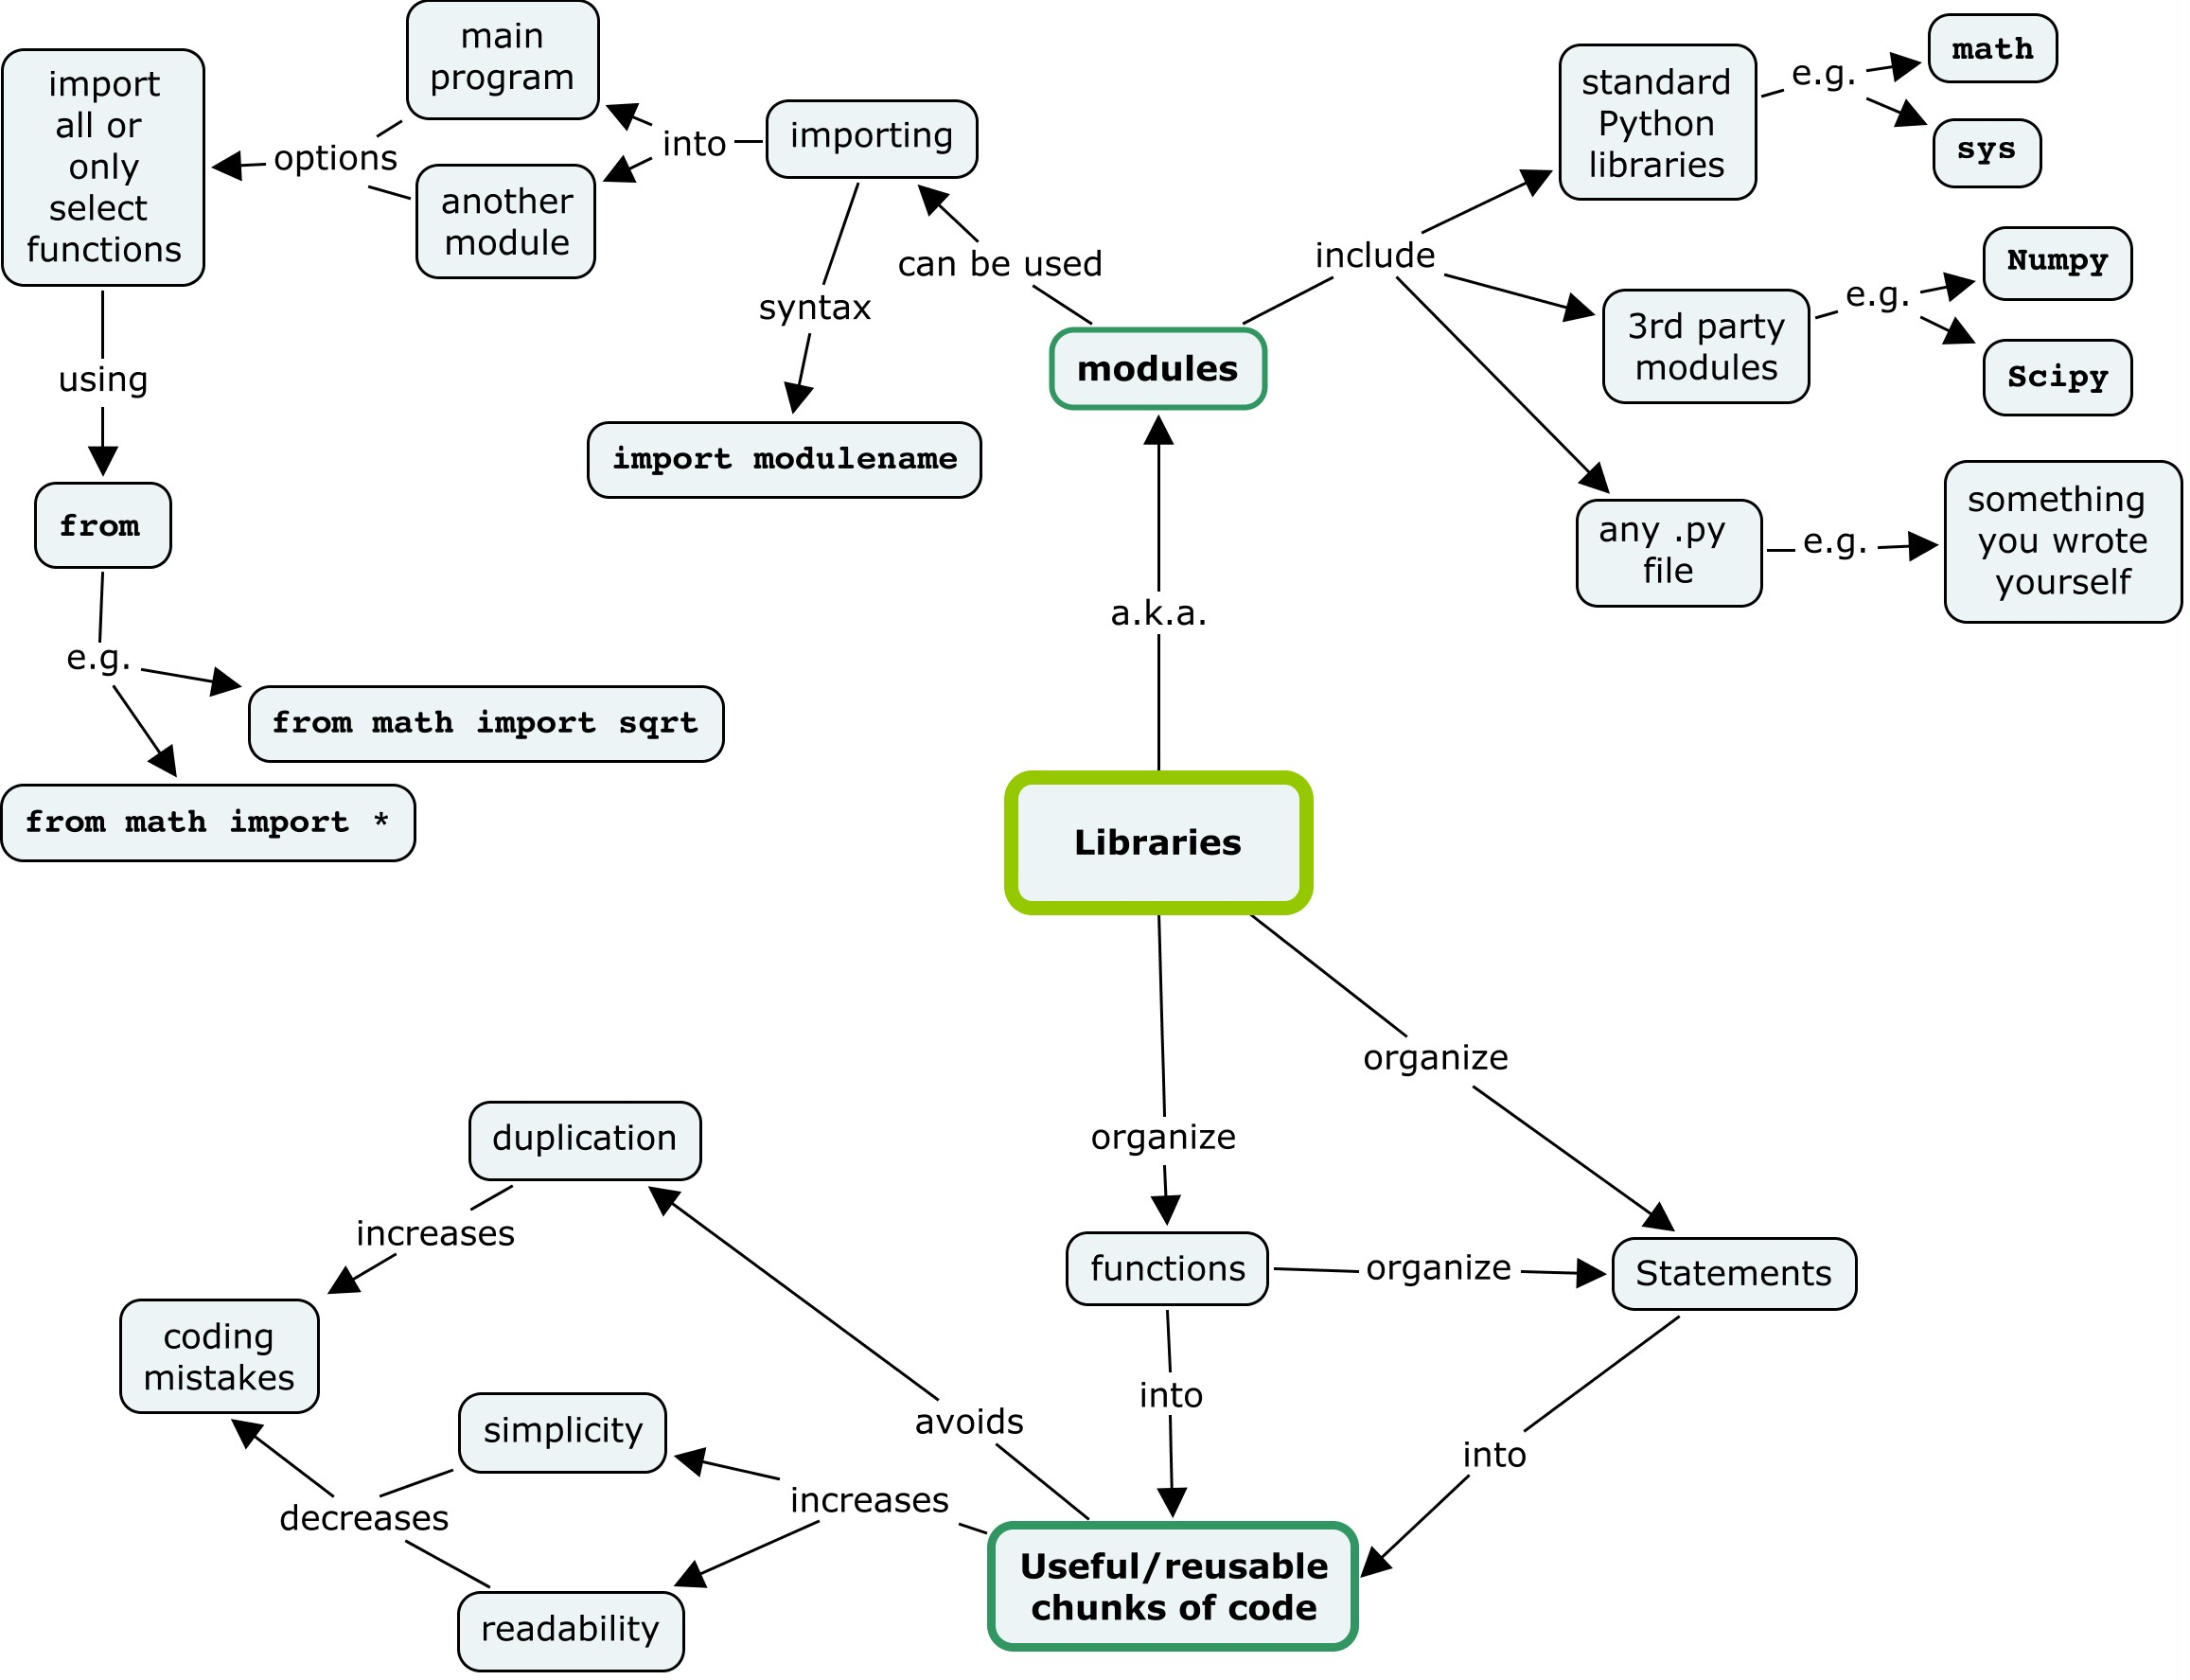 main
program
import
all or
only
select
functions
options
another
module
into
importing
can be used
syntax
import modulename
using
from
e.g.
from math import sqrt
from math import *
modules
include
standard
Python
libraries
e.g.
math
sys
3rd party
modules
e.g.
Numpy
Scipy
any .py
file
e.g.
something
you wrote
yourself
a.k.a.
Libraries
organize
organize
functions
organize
Statements
into
into
Useful/reusable
chunks of code
avoids
duplication
increases
coding
mistakes
increases
simplicity
readability
decreases